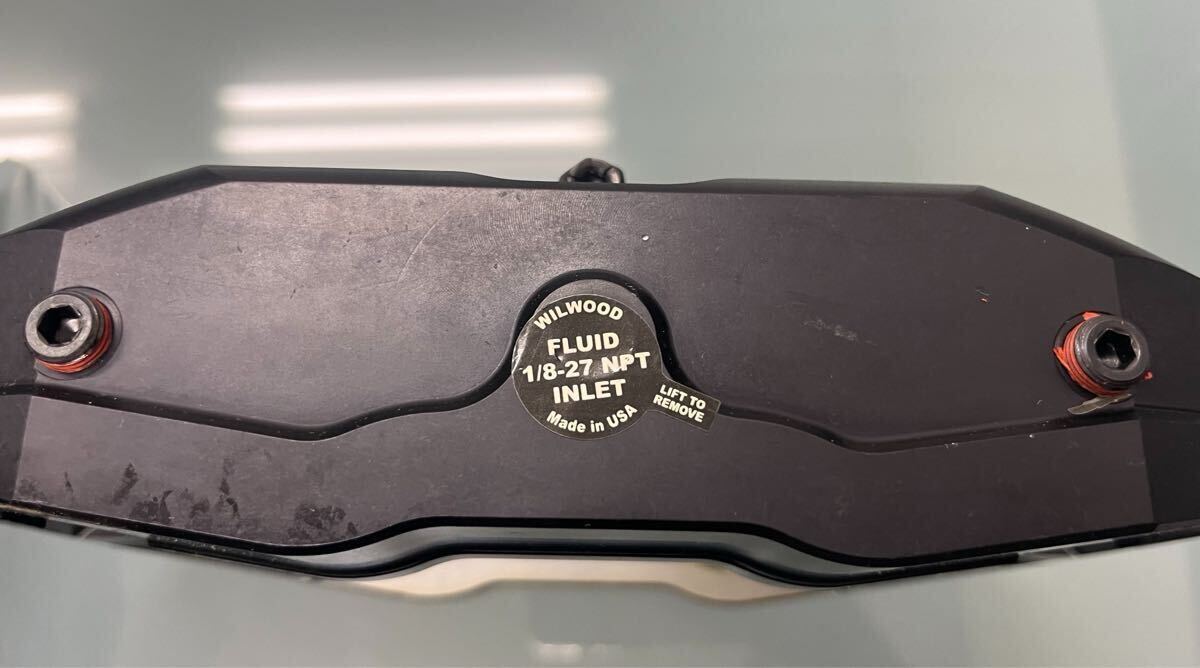 WILWOOD
FLUID
1/8-27 NPT
INLET
Made in USA
LIFT TO
REMOVE